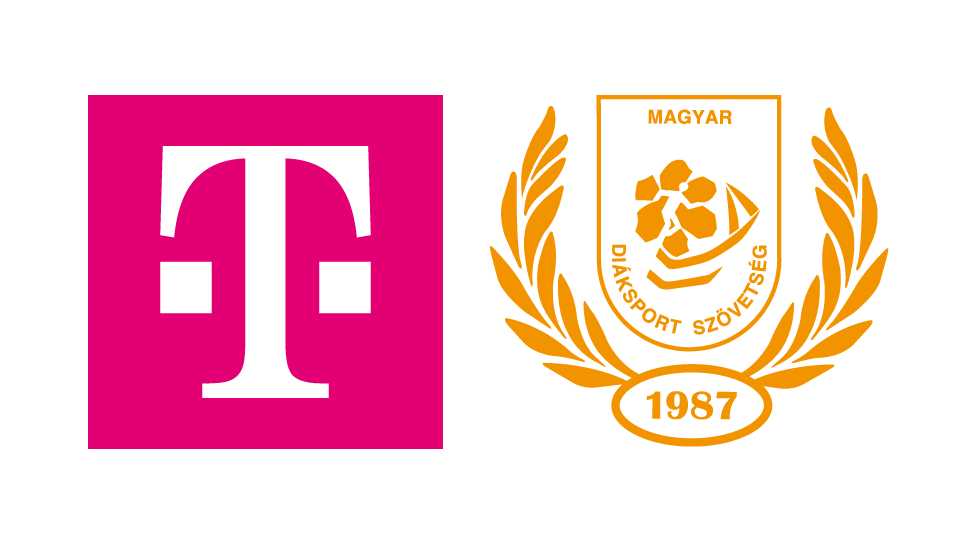 T
MAGYAR
DIÁKSPORT SZÖVETSÉG
1987